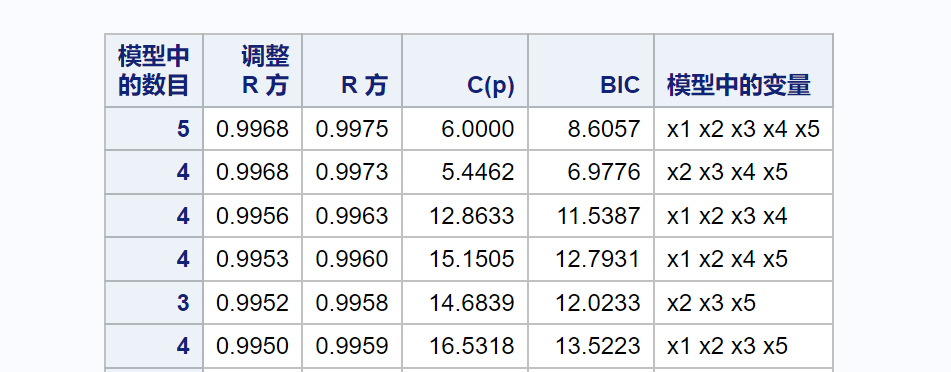 模型中 调整
的数目 R 方 R 方 C(p) BIC 模型中的变量
5 0.9968 0.9975 6.0000 8.6057 x1 x2 x3 x4 x5
4 0.9968 0.9973 5.4462 6.9776 x2 x3 x4 x5
4 0.9956 0.9963 12.8633 11.5387 x1 x2 x3 x4
4 0.9953 0.9960 15.1505 12.7931 x1 x2 x4 x5
3 0.9952 0.9958 14.6839 12.0233 x2 x3 x5
4 0.9950 0.9959 16.5318 13.5223 x1 x2 x3 x5